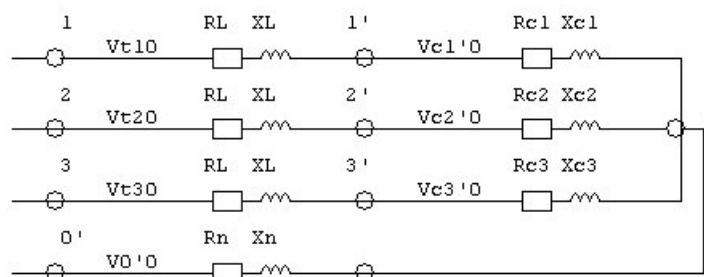 1 RL XL 1' Rc1 Xc1
Vt10 Vc1'0
2 RL XL 2' Rc2 Xc2
Vt20 Vc2'0
3 RL XL 3' Rc3 Xc3
Vt30 Vc3'0
0' Rn Xn
V0'0